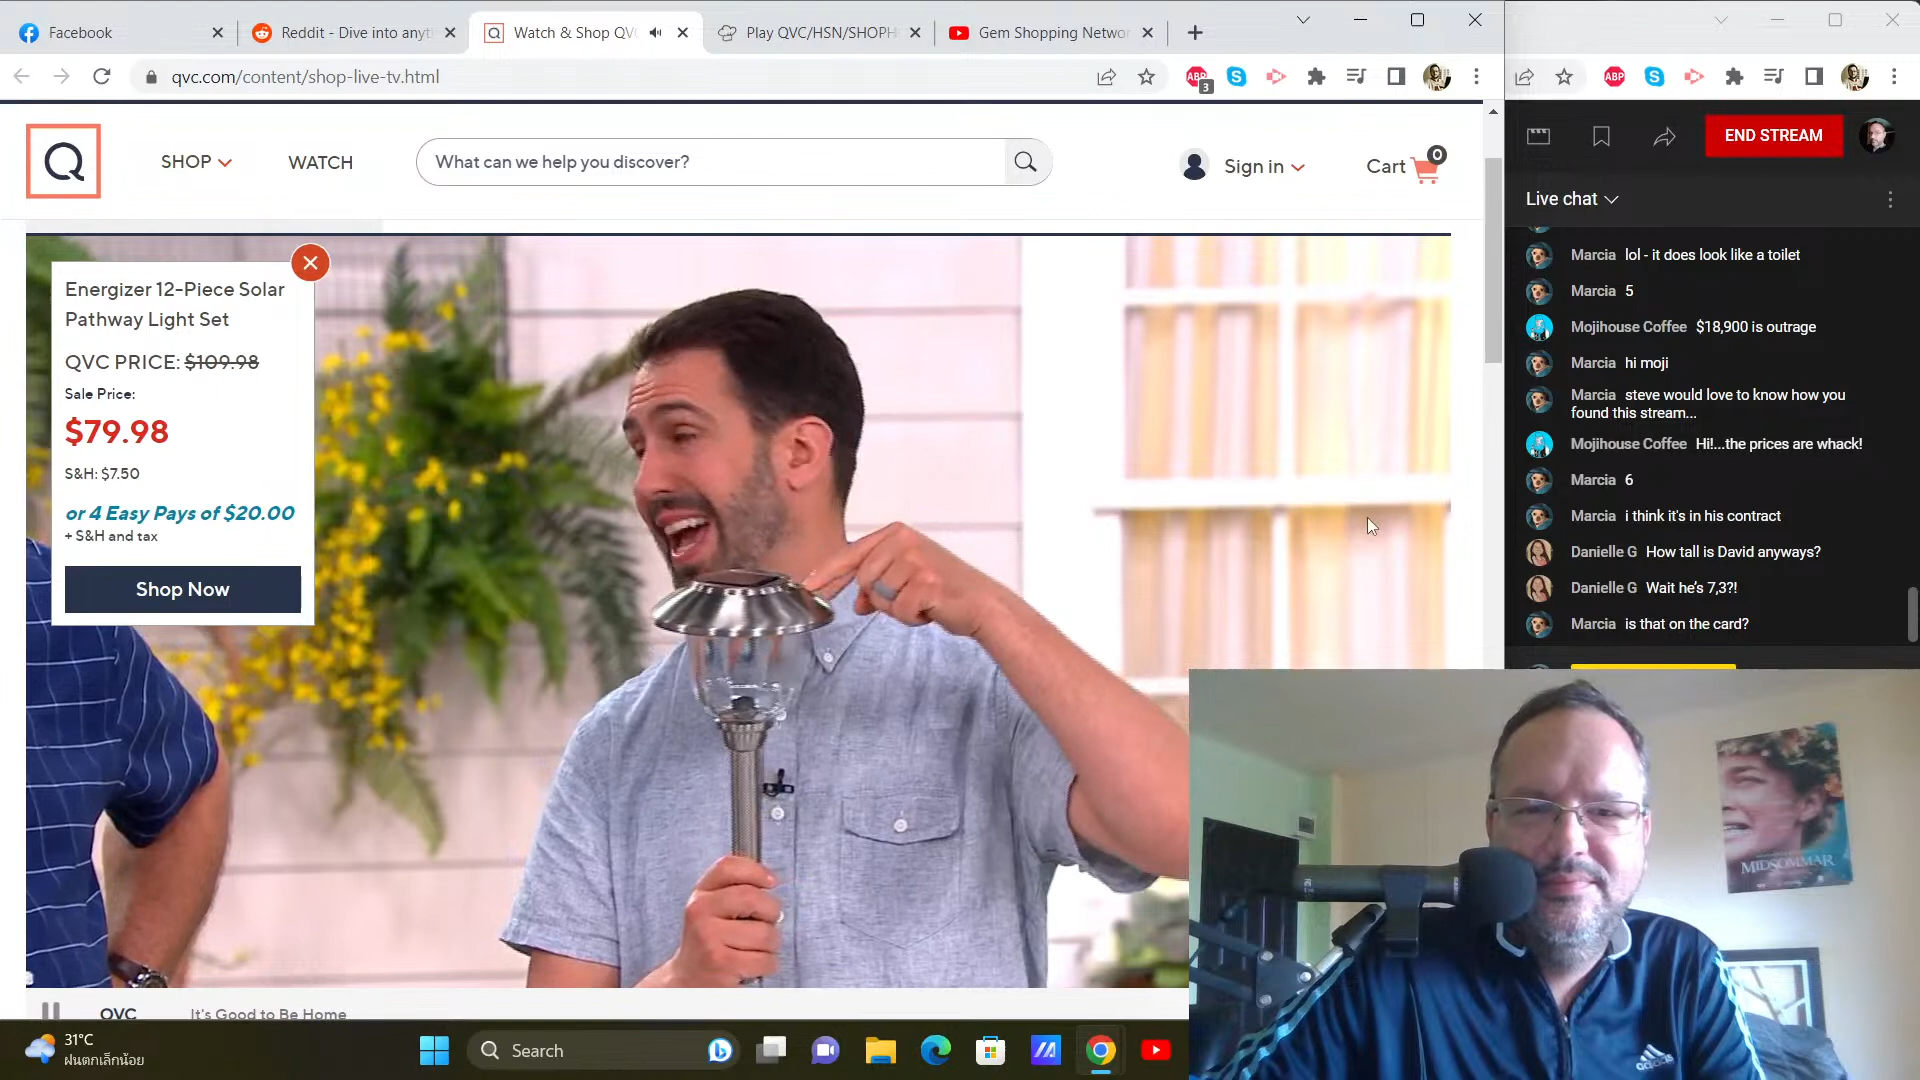 Facebook
Reddit - Dive into anyt
Watch & Shop QV
Play QVC/HSN/SHOPH
Gem Shopping Networ
qvc.com/content/shop-live-tv.html
ABP
3
S
ABP
S
Q
SHOP
WATCH
What can we help you discover?
Sign in
Cart
0
END STREAM
Live chat
Energizer 12-Piece Solar
Pathway Light Set
QVC PRICE: $109.98
Sale Price:
$79.98
S&H: $7.50
or 4 Easy Pays of $20.00
+ S&H and tax
Shop Now
Marcia lol - it does look like a toilet
Marcia 5
Mojihouse Coffee $18,900 is outrage
Marcia hi moji
Marcia steve would love to know how you
found this stream...
Mojihouse Coffee Hi!...the prices are whack!
Marcia 6
Marcia i think it's in his contract
Danielle G How tall is David anyways?
Danielle G Wait he's 7,3?!
Marcia is that on the card?
MIDSOMMAR
adidas
QVC It's Good to Be Home
31°C
ฝนตกเล็กน้อย
Search